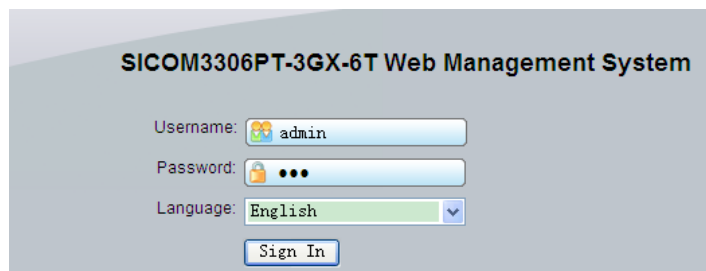 SICOM3306PT-3GX-6T Web Management System
Username: admin
Password: •••
Language: English
Sign In